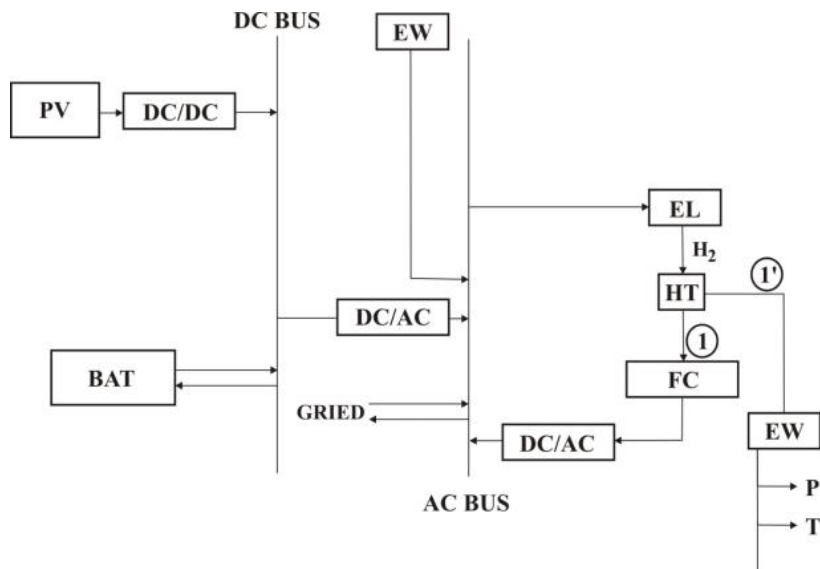 DC BUS
EW
PV
DC/DC
EL
H2
1'
HT
DC/AC
1
BAT
FC
GRIED
DC/AC
EW
P
AC BUS
T